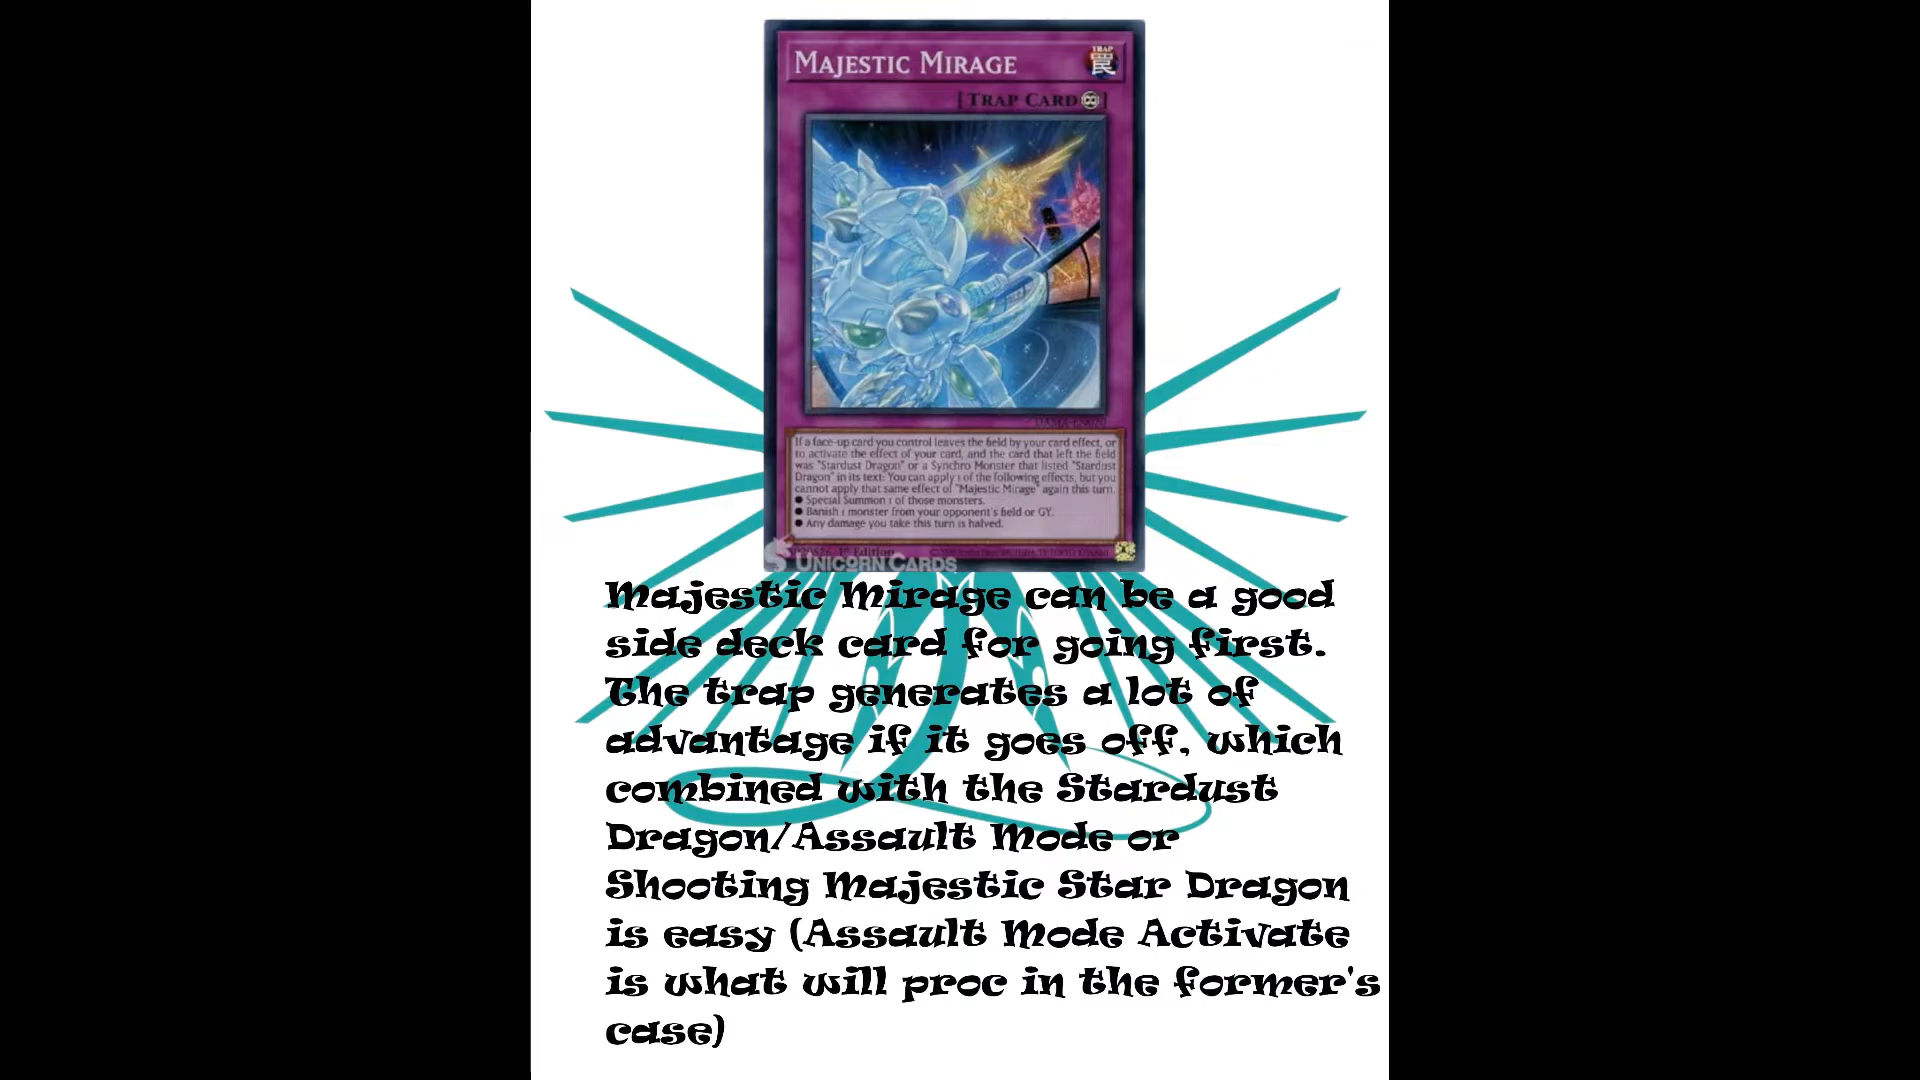 MAJESTIC MIRAGE
TRAP
罠
[TRAP CARD ]
DAMA-EN020
If a face-up card you control leaves the field by your card effect, or
to activate the effect of your card, and the card that left the field
was "Stardust Dragon" or a Synchro Monster that listed "Stardust
Dragon" in its text: You can apply 1 of the following effects, but you
cannot apply that same effect of "Majestic Mirage" again this turn.
● Special Summon 1 of those monsters.
● Banish 1 monster from your opponent's field or GY.
● Any damage you take this turn is halved.
1st Edition
UNICORN CARDS
Majestic Mirage can be a good
side deck card for going first.
The trap generates a lot of
advantage if it goes off, which
combined with the Stardust
Dragon/Assault Mode or
Shooting Majestic Star Dragon
is easy (Assault Mode Activate
is what will proc in the former's
case)